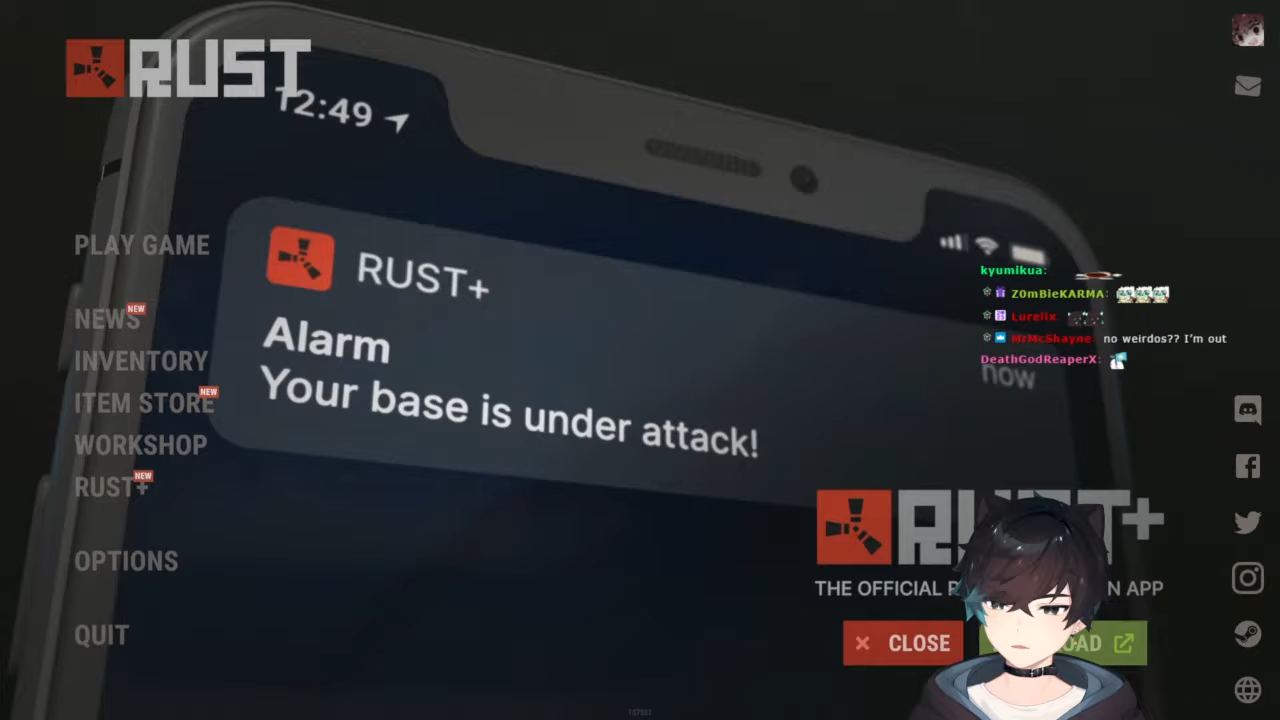 RUST
12:49
PLAY GAME
NEWS NEW
INVENTORY
ITEM STORE NEW
WORKSHOP
RUST+ NEW
OPTIONS
QUIT
RUST+
Alarm
Your base is under attack!
now
kyumikua:
Z0mBieKARMA:
Lurelix:
MrMcShayne: no weirdos?? I'm out
DeathGodReaperX:
THE OFFICIAL
N APP
CLOSE
OAD